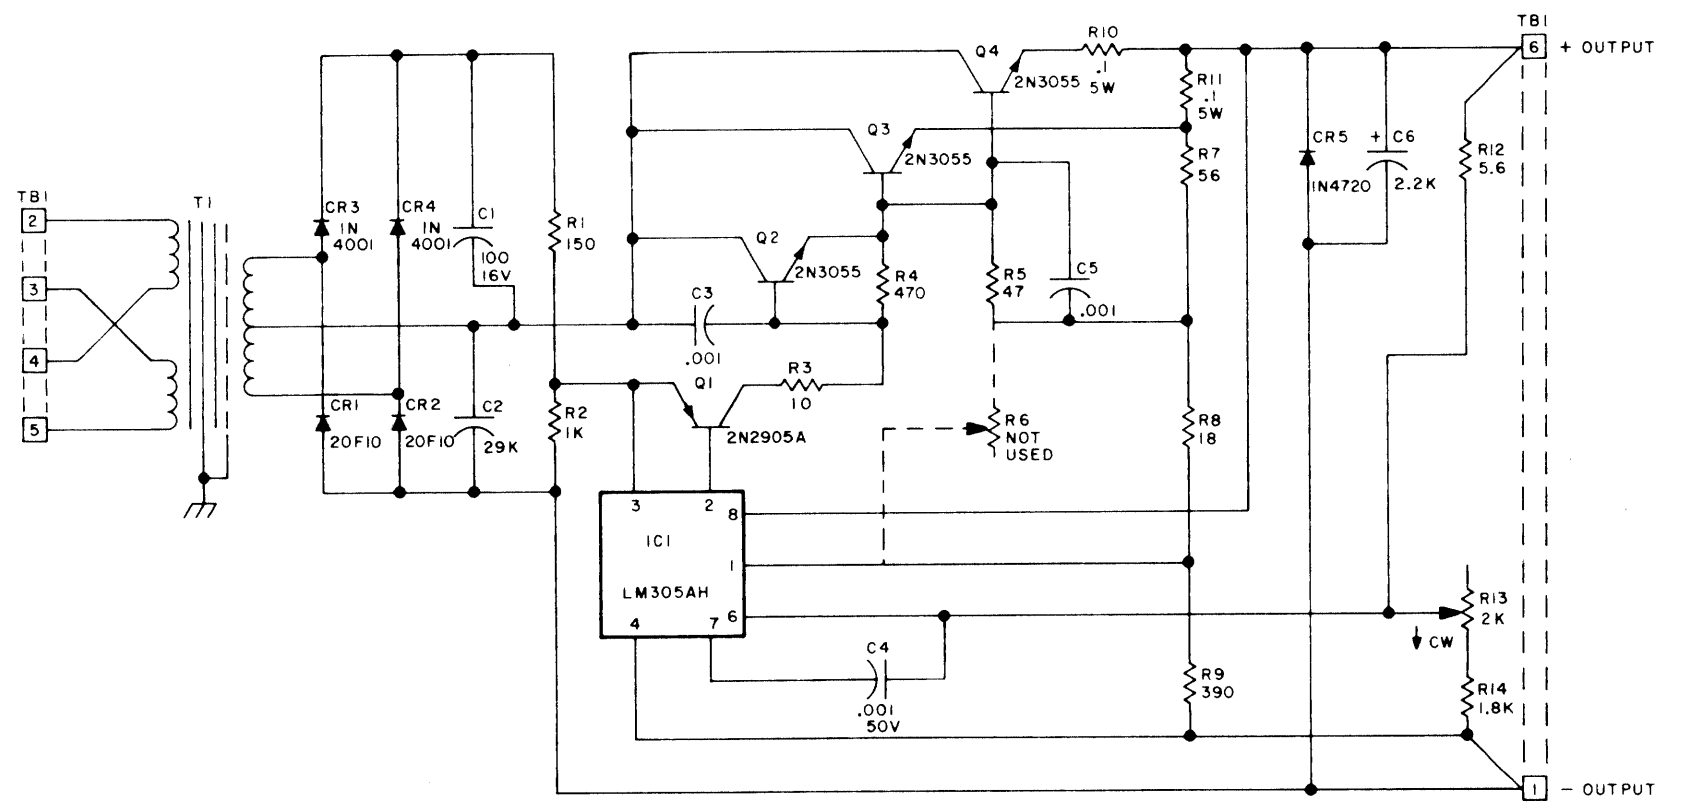 TB1
6
+ OUTPUT
R10
.1
5W
Q4
2N3055
R11
.1
5W
Q3
2N3055
R7
56
CR5
1N4720
+
C6
2.2K
R12
5.6
TB1
2
3
4
5
T1
CR3
1N
4001
CR4
1N
4001
C1
100
16V
R1
150
Q2
2N3055
R4
470
R5
47
C5
.001
C3
.001
Q1
2N2905A
R3
10
CR1
20F10
CR2
20F10
C2
29K
R2
1K
R6
NOT
USED
R8
18
3
2
8
IC1
1
LM305AH
6
4
7
C4
.001
50V
R9
390
R13
2K
CW
R14
1.8K
1
– OUTPUT